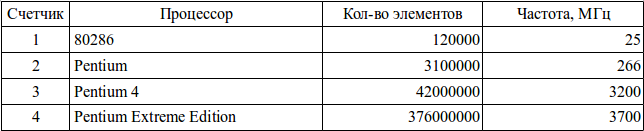 Счетчик Процессор Кол-во элементов Частота, МГц
1 80286 120000 25
2 Pentium 3100000 266
3 Pentium 4 42000000 3200
4 Pentium Extreme Edition 376000000 3700